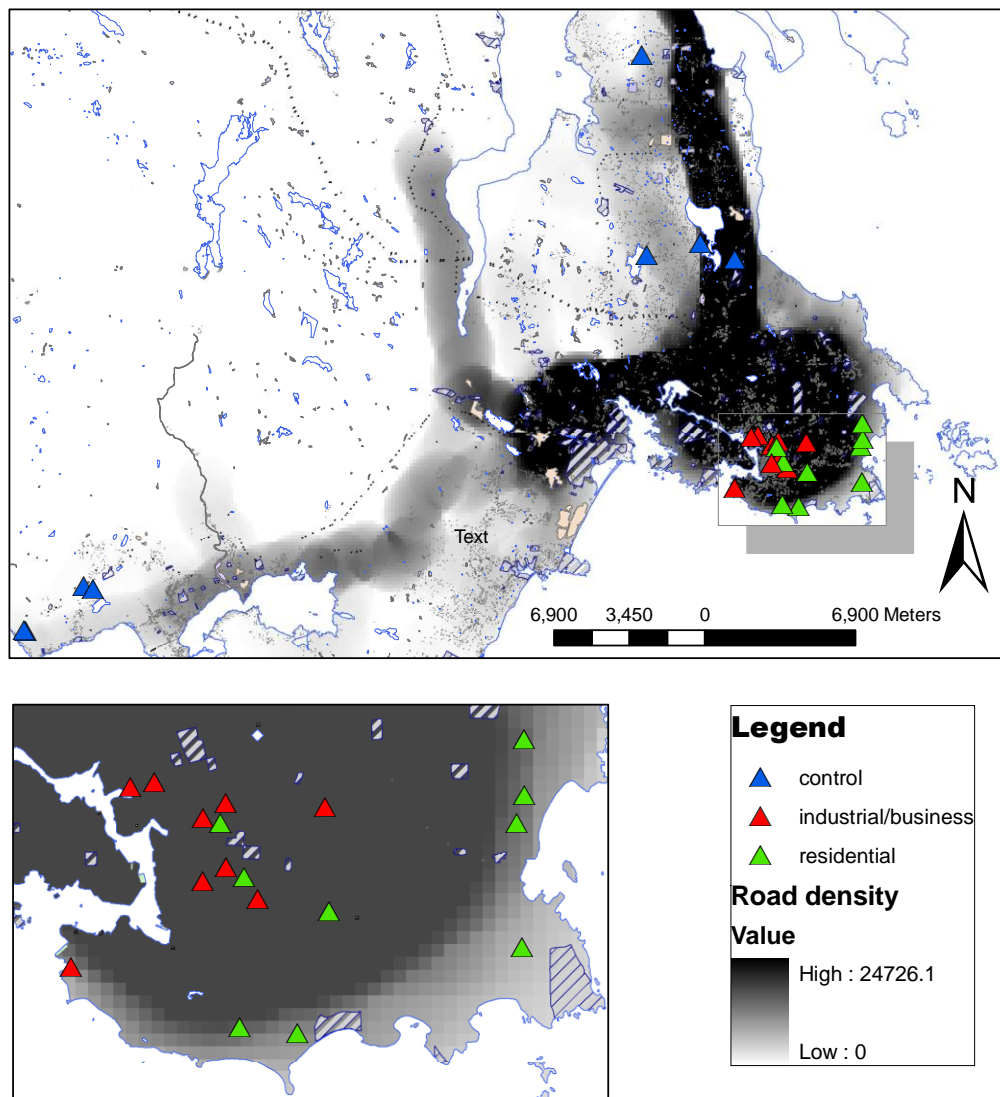 Text
N
6,900 3,450 0 6,900 Meters
Legend
control
industrial/business
residential
Road density
Value
High : 24726.1
Low : 0